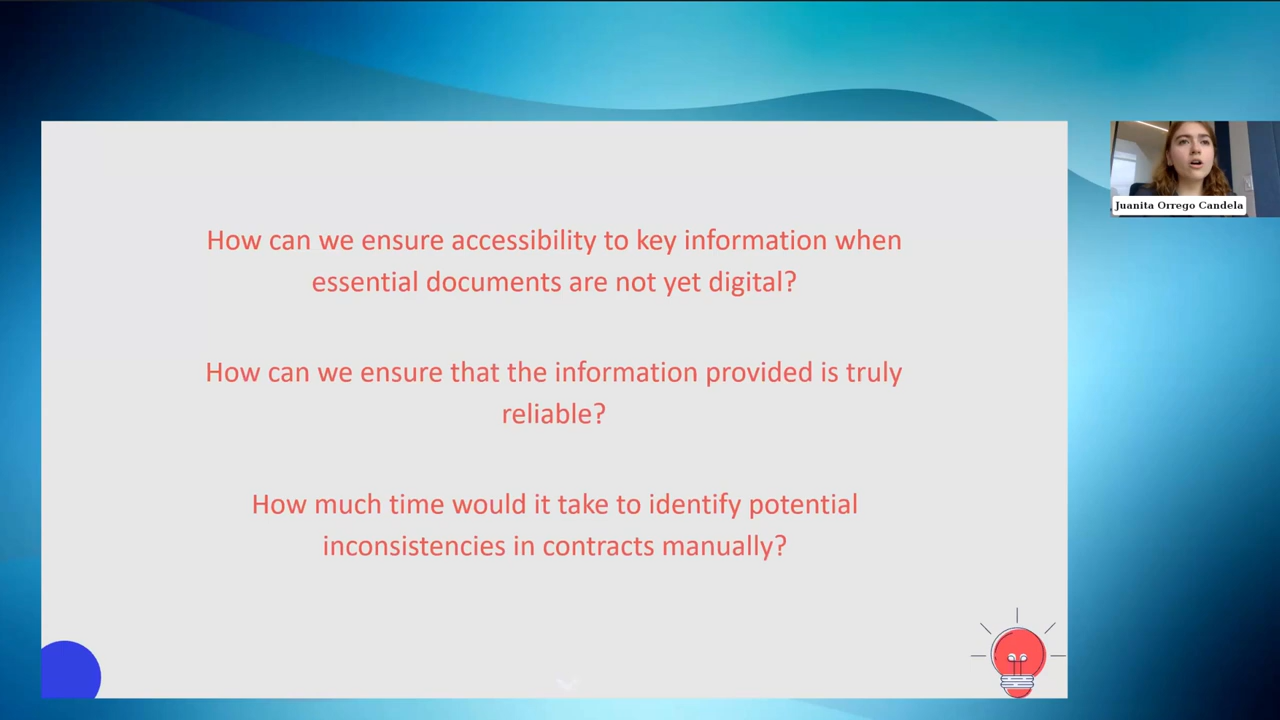 How can we ensure accessibility to key information when
essential documents are not yet digital?
How can we ensure that the information provided is truly
reliable?
How much time would it take to identify potential
inconsistencies in contracts manually?
Juanita Orrego Candela